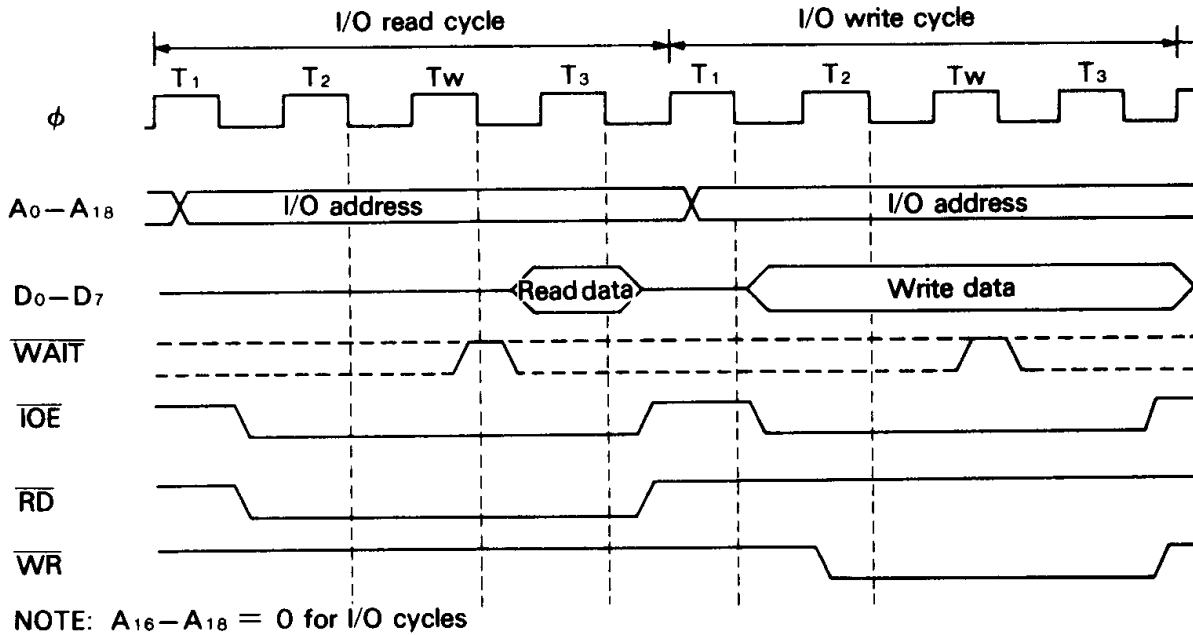 I/O read cycle I/O write cycle
T1 T2 TW T3 T1 T2 TW T3
ϕ
A0–A18 I/O address I/O address
D0–D7 Read data Write data
WAIT
IOE
RD
WR
NOTE: A16–A18 = 0 for I/O cycles